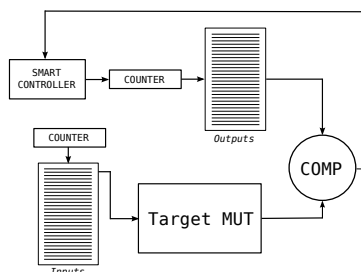 SMART
CONTROLLER
COUNTER
Outputs
COUNTER
COMP
Target MUT
Inputs